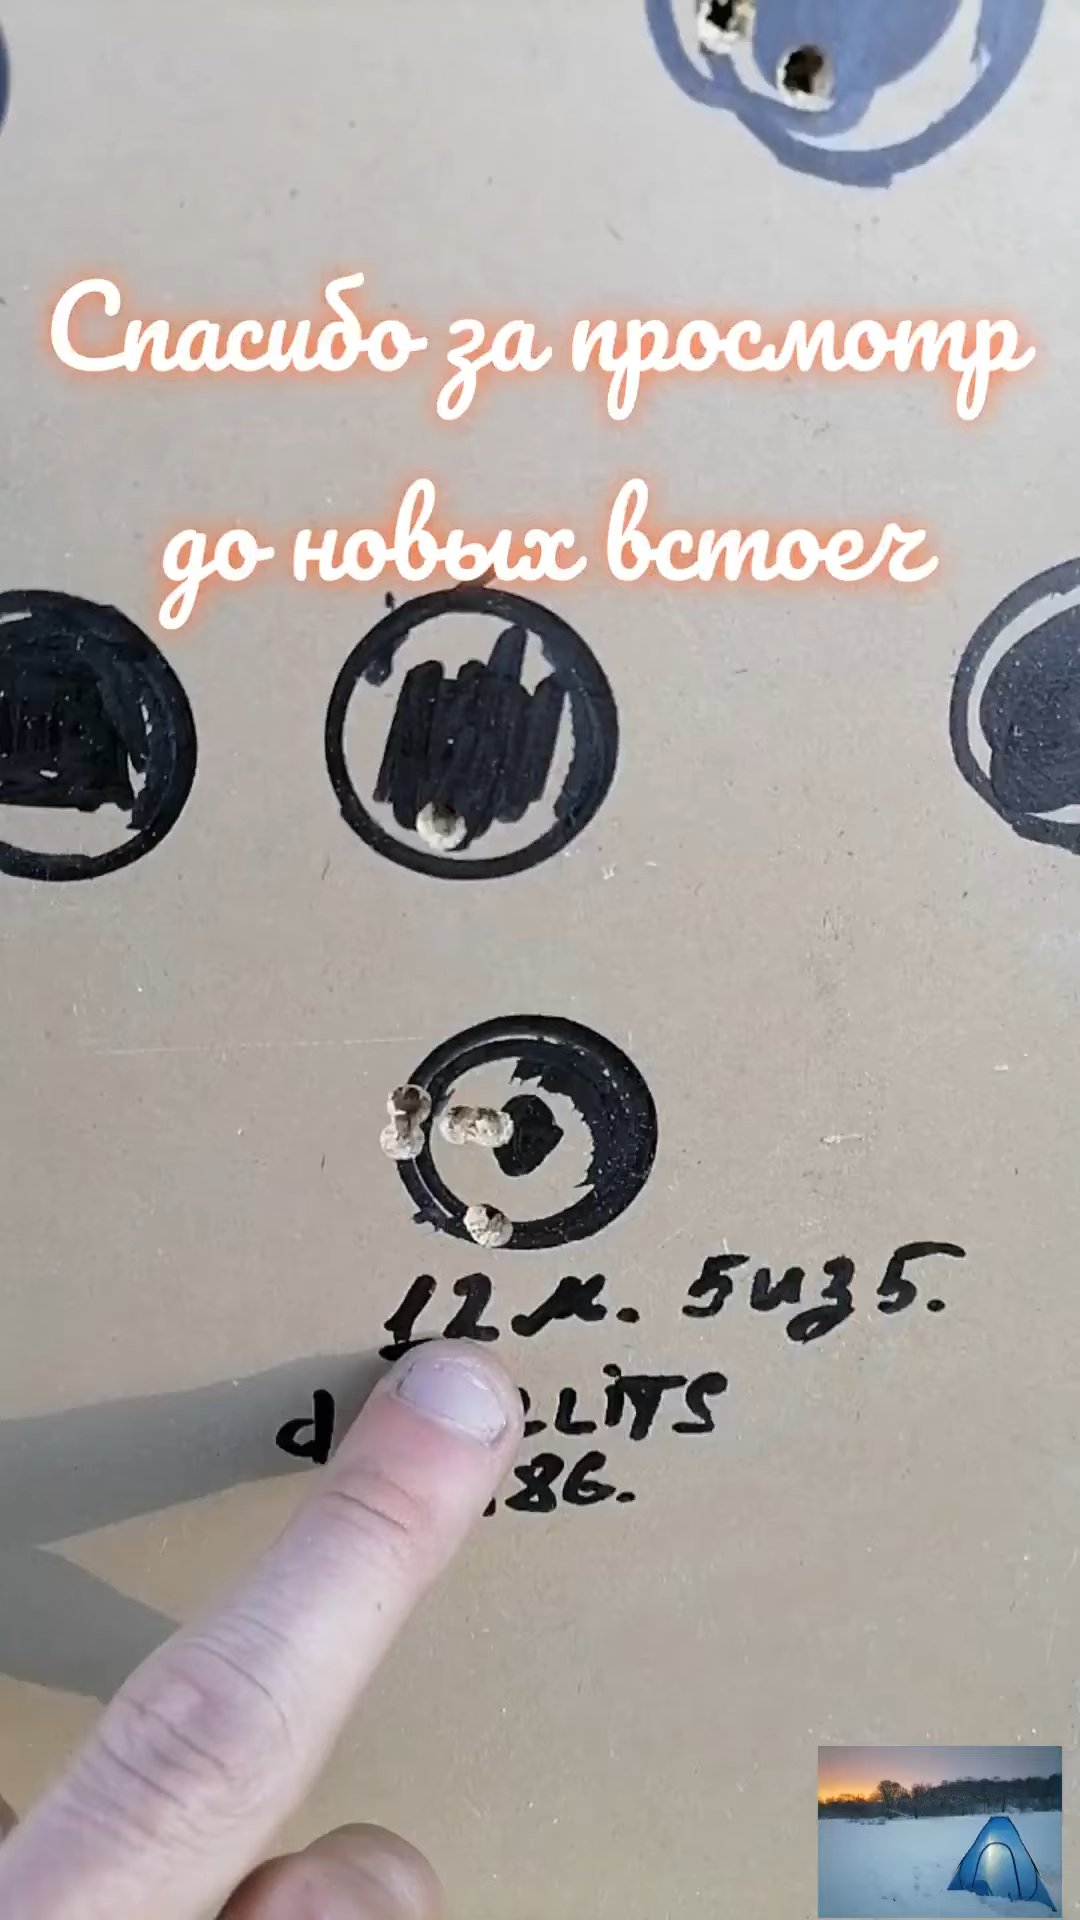 Спасибо за просмотр
до новых встоеч
12 м. 5из5.